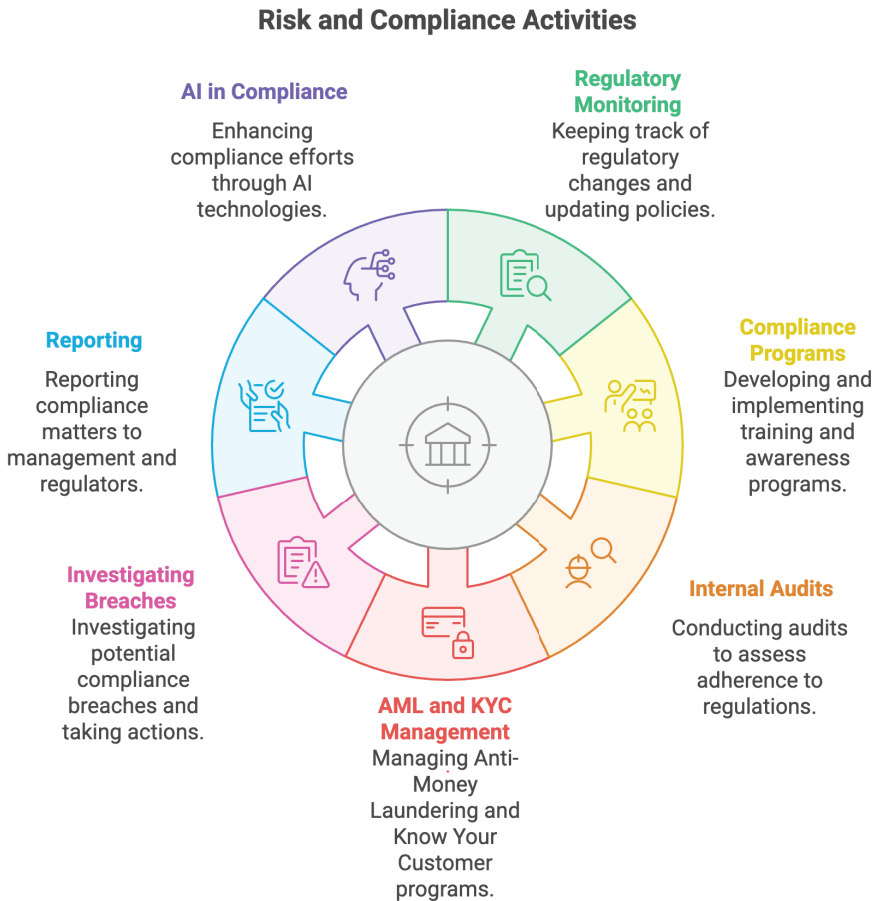 Risk and Compliance Activities
AI in Compliance
Enhancing
compliance efforts
through AI
technologies.
Regulatory
Monitoring
Keeping track of
regulatory
changes and
updating policies.
Compliance
Programs
Developing and
implementing
training and
awareness
programs.
Internal Audits
Conducting audits
to assess
adherence to
regulations.
AML and KYC
Management
Managing Anti-
Money
Laundering and
Know Your
Customer
programs.
Investigating
Breaches
Investigating
potential
compliance
breaches and
taking actions.
Reporting
Reporting
compliance
matters to
management and
regulators.